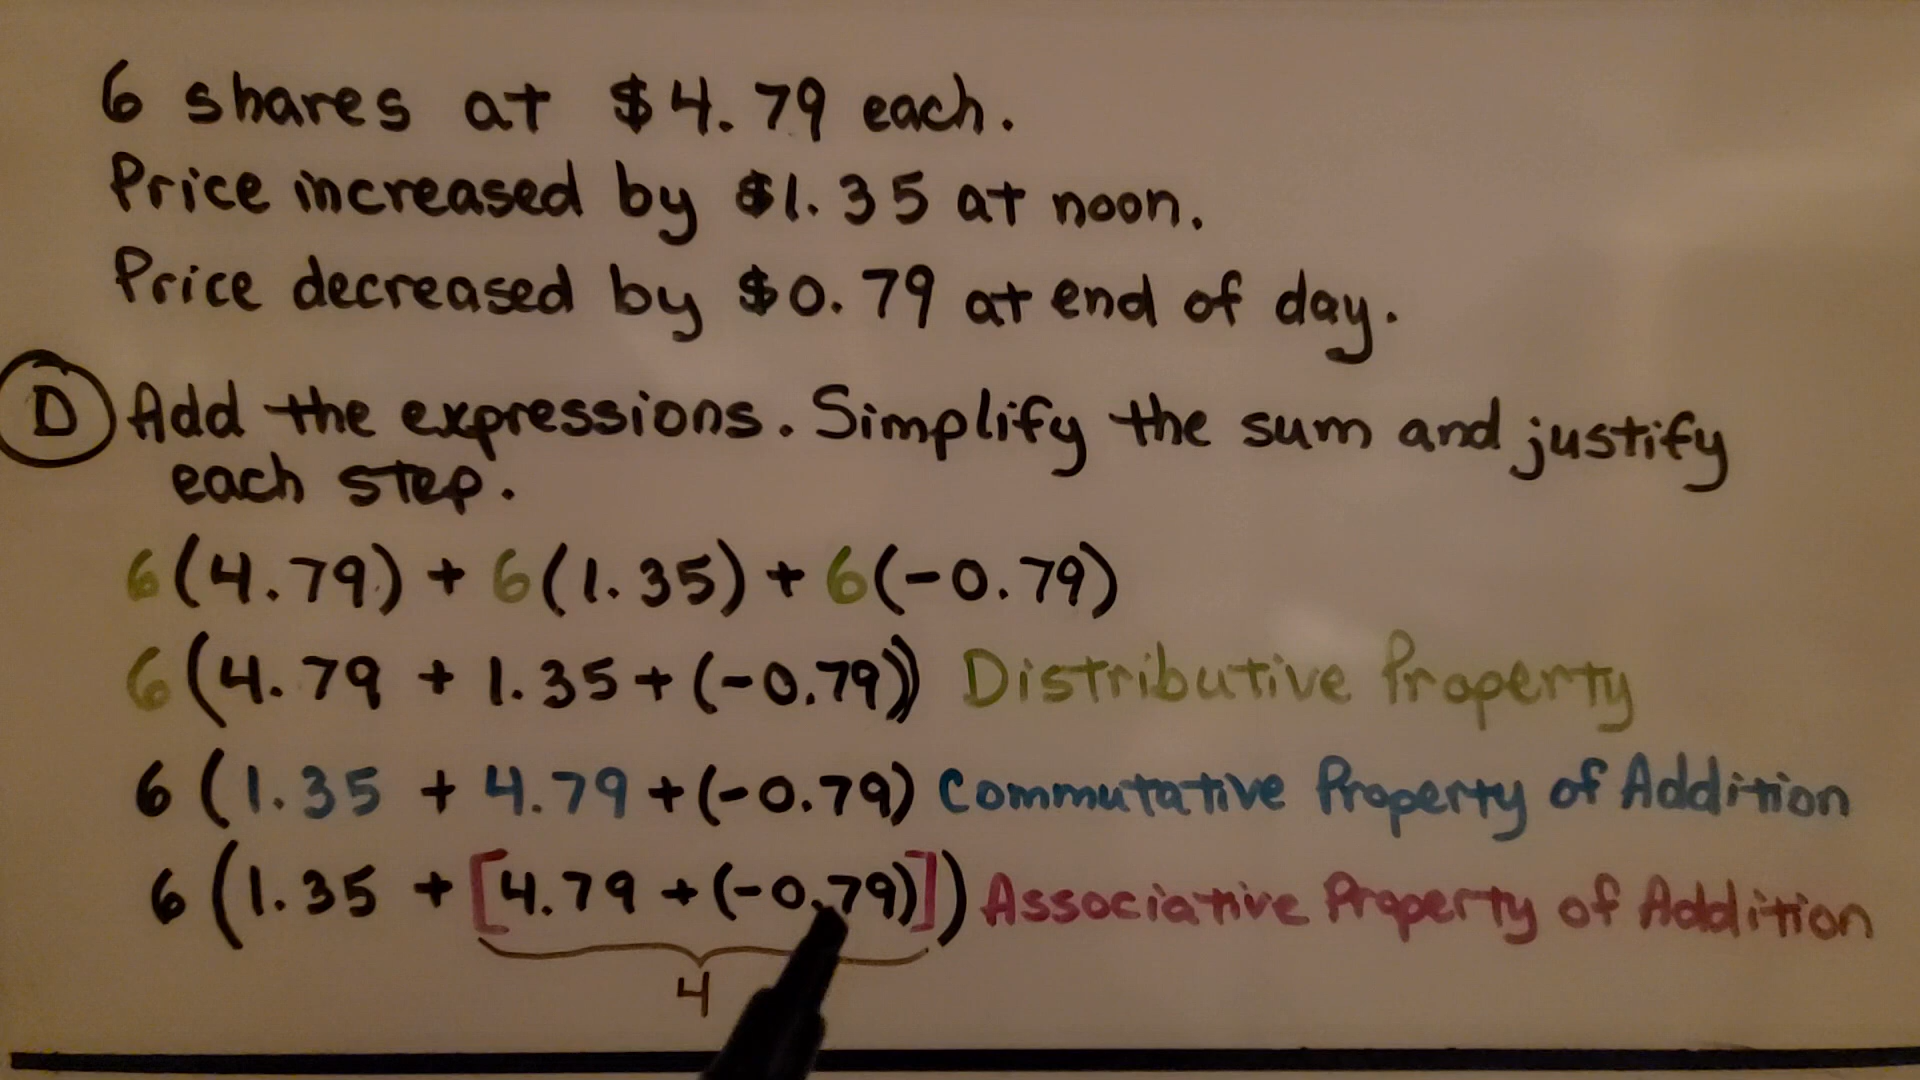 6 shares at $4.79 each.
Price increased by $1.35 at noon.
Price decreased by $0.79 at end of day.
D Add the expressions. Simplify the sum and justify
each step.
6(4.79) + 6(1.35) + 6(-0.79)
6(4.79 + 1.35 + (-0.79)) Distributive Property
6(1.35 + 4.79 + (-0.79) Commutative Property of Addition
6(1.35 + [4.79 + (-0.79)]) Associative Property of Addition
4